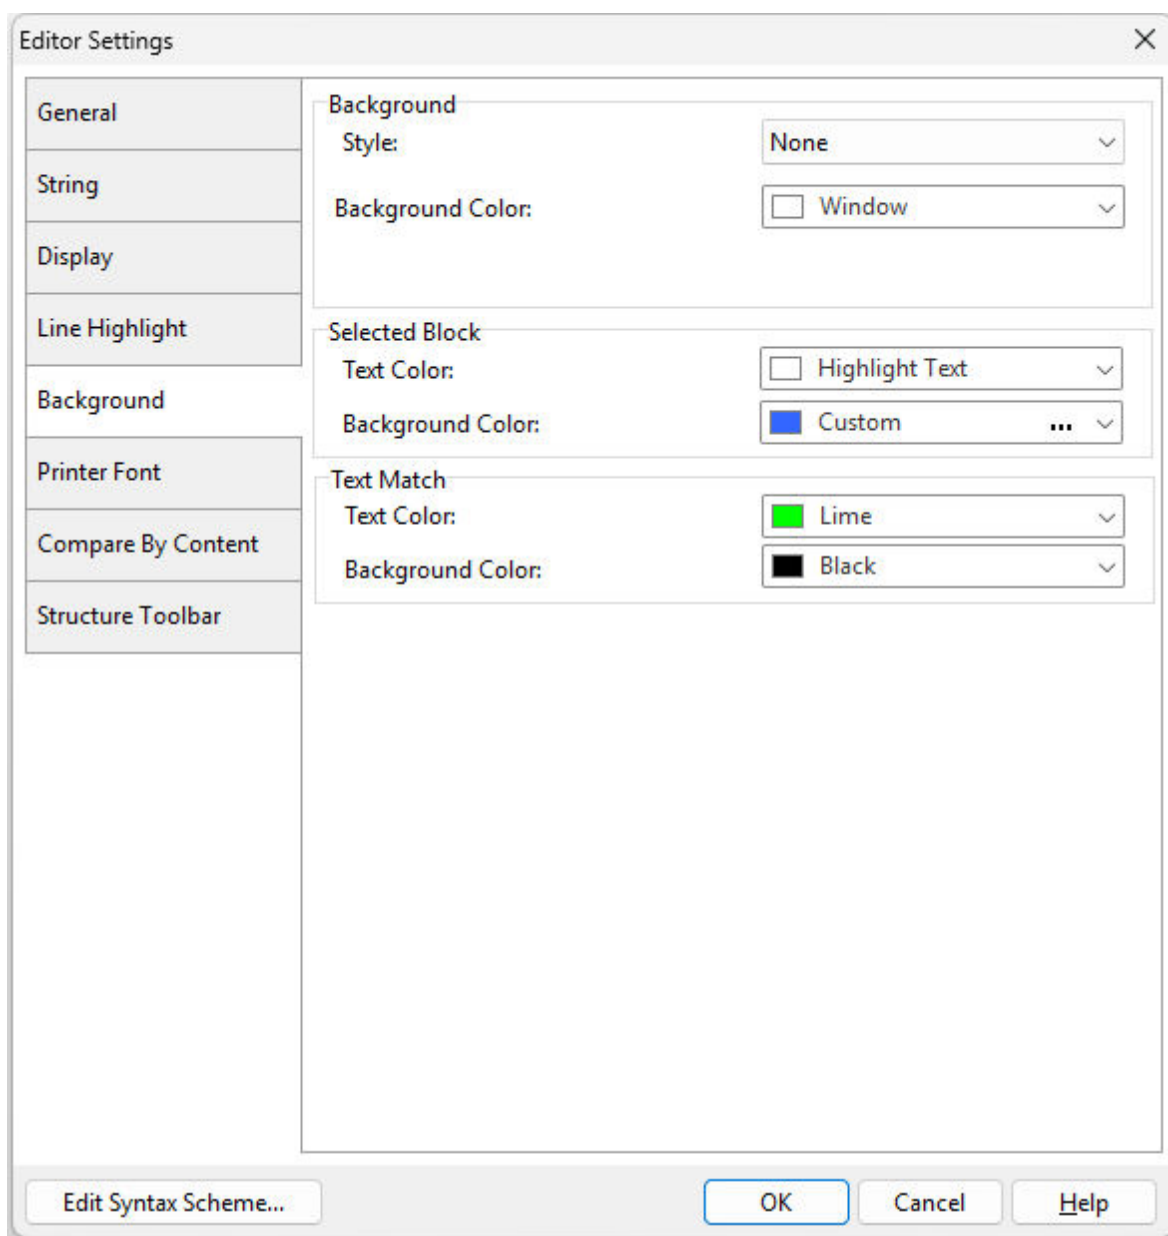 Editor Settings
General
String
Display
Line Highlight
Background
Printer Font
Compare By Content
Structure Toolbar
Background
Style: None
Background Color: Window
Selected Block
Text Color: Highlight Text
Background Color: Custom ...
Text Match
Text Color: Lime
Background Color: Black
Edit Syntax Scheme... OK Cancel Help